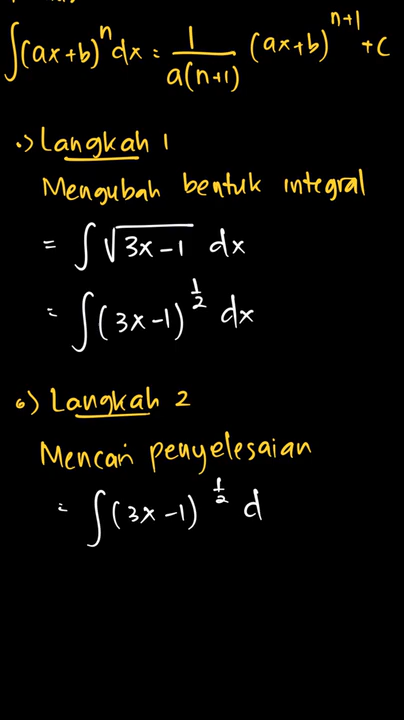 ∫(ax+b)ⁿ dx = 1/a(n+1) (ax+b)ⁿ⁺¹ + C
•) Langkah 1
Mengubah bentuk integral
= ∫ √3x-1 dx
= ∫(3x-1)^1/2 dx
•) Langkah 2
Mencari penyelesaian
= ∫(3x-1)^1/2 d